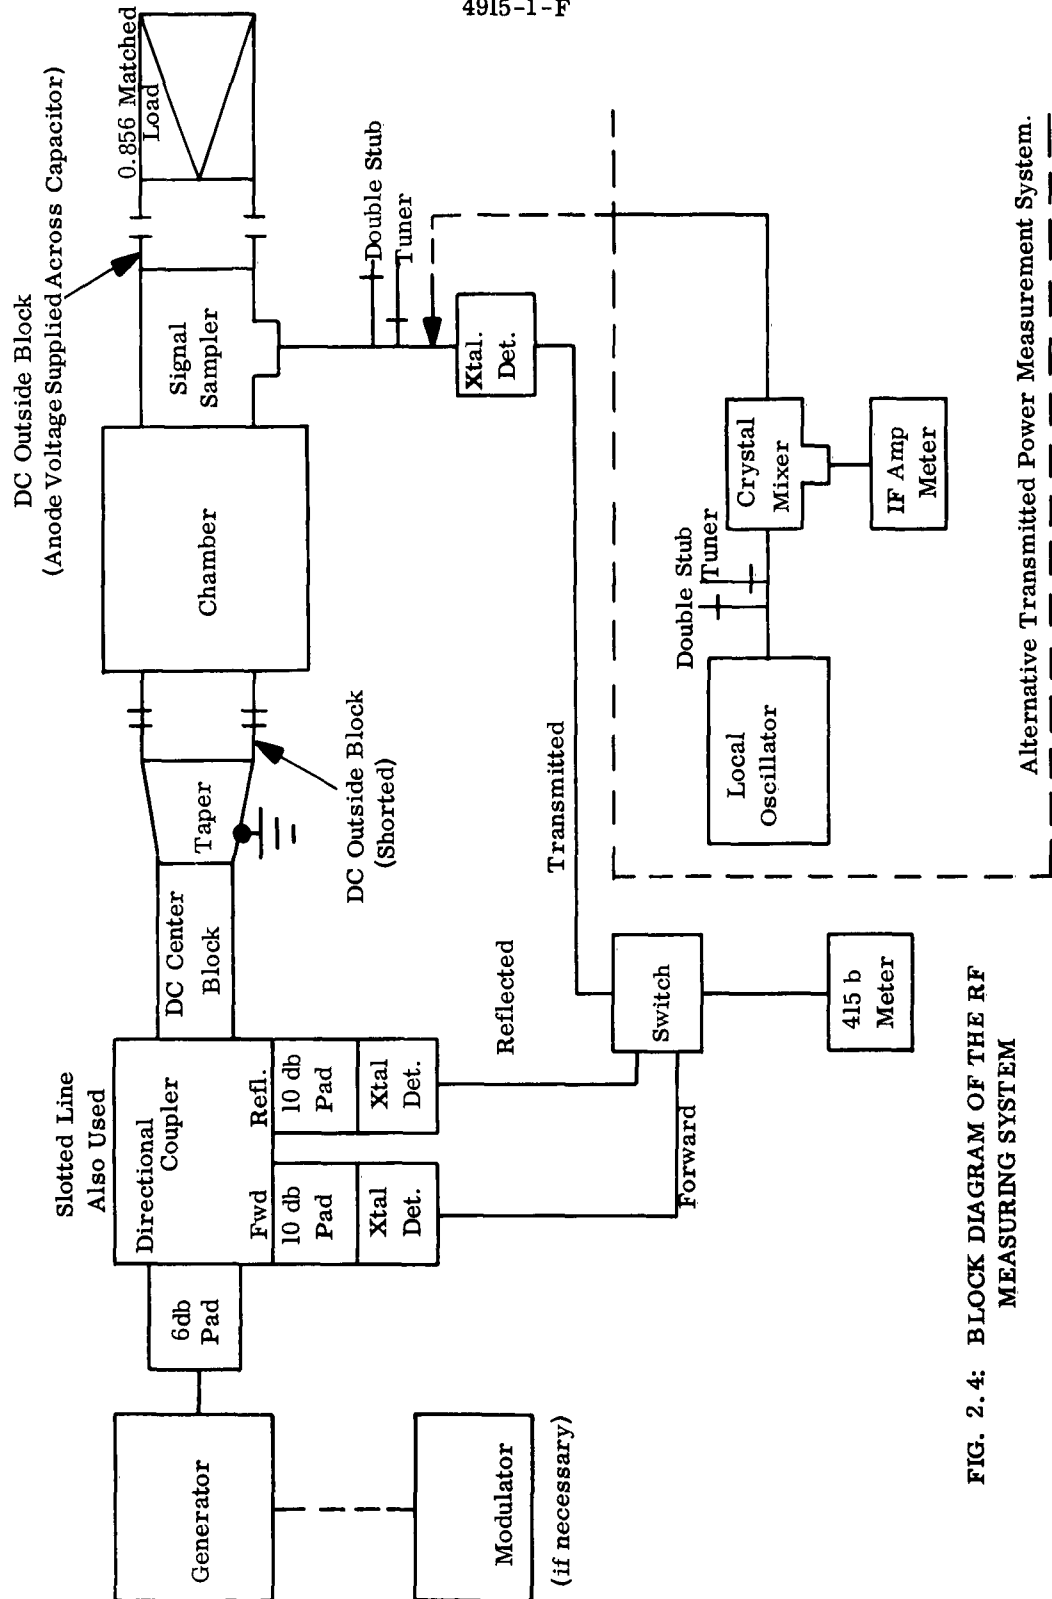 4915-1-F
DC Outside Block
(Anode Voltage Supplied Across Capacitor)
0.856 Matched
Load
Signal
Sampler
Double Stub
Tuner
Xtal.
Det.
Chamber
DC Outside Block
(Shorted)
Taper
DC Center
Block
Slotted Line
Also Used
Directional
Coupler
Fwd
Refl.
10 db
Pad
Xtal
Det.
10 db
Pad
Xtal
Det.
6db
Pad
Generator
Modulator
(if necessary)
Reflected
Forward
Transmitted
Switch
415 b
Meter
Local
Oscillator
Double Stub
Tuner
Crystal
Mixer
IF Amp
Meter
Alternative Transmitted Power Measurement System.
FIG. 2.4: BLOCK DIAGRAM OF THE RF
MEASURING SYSTEM